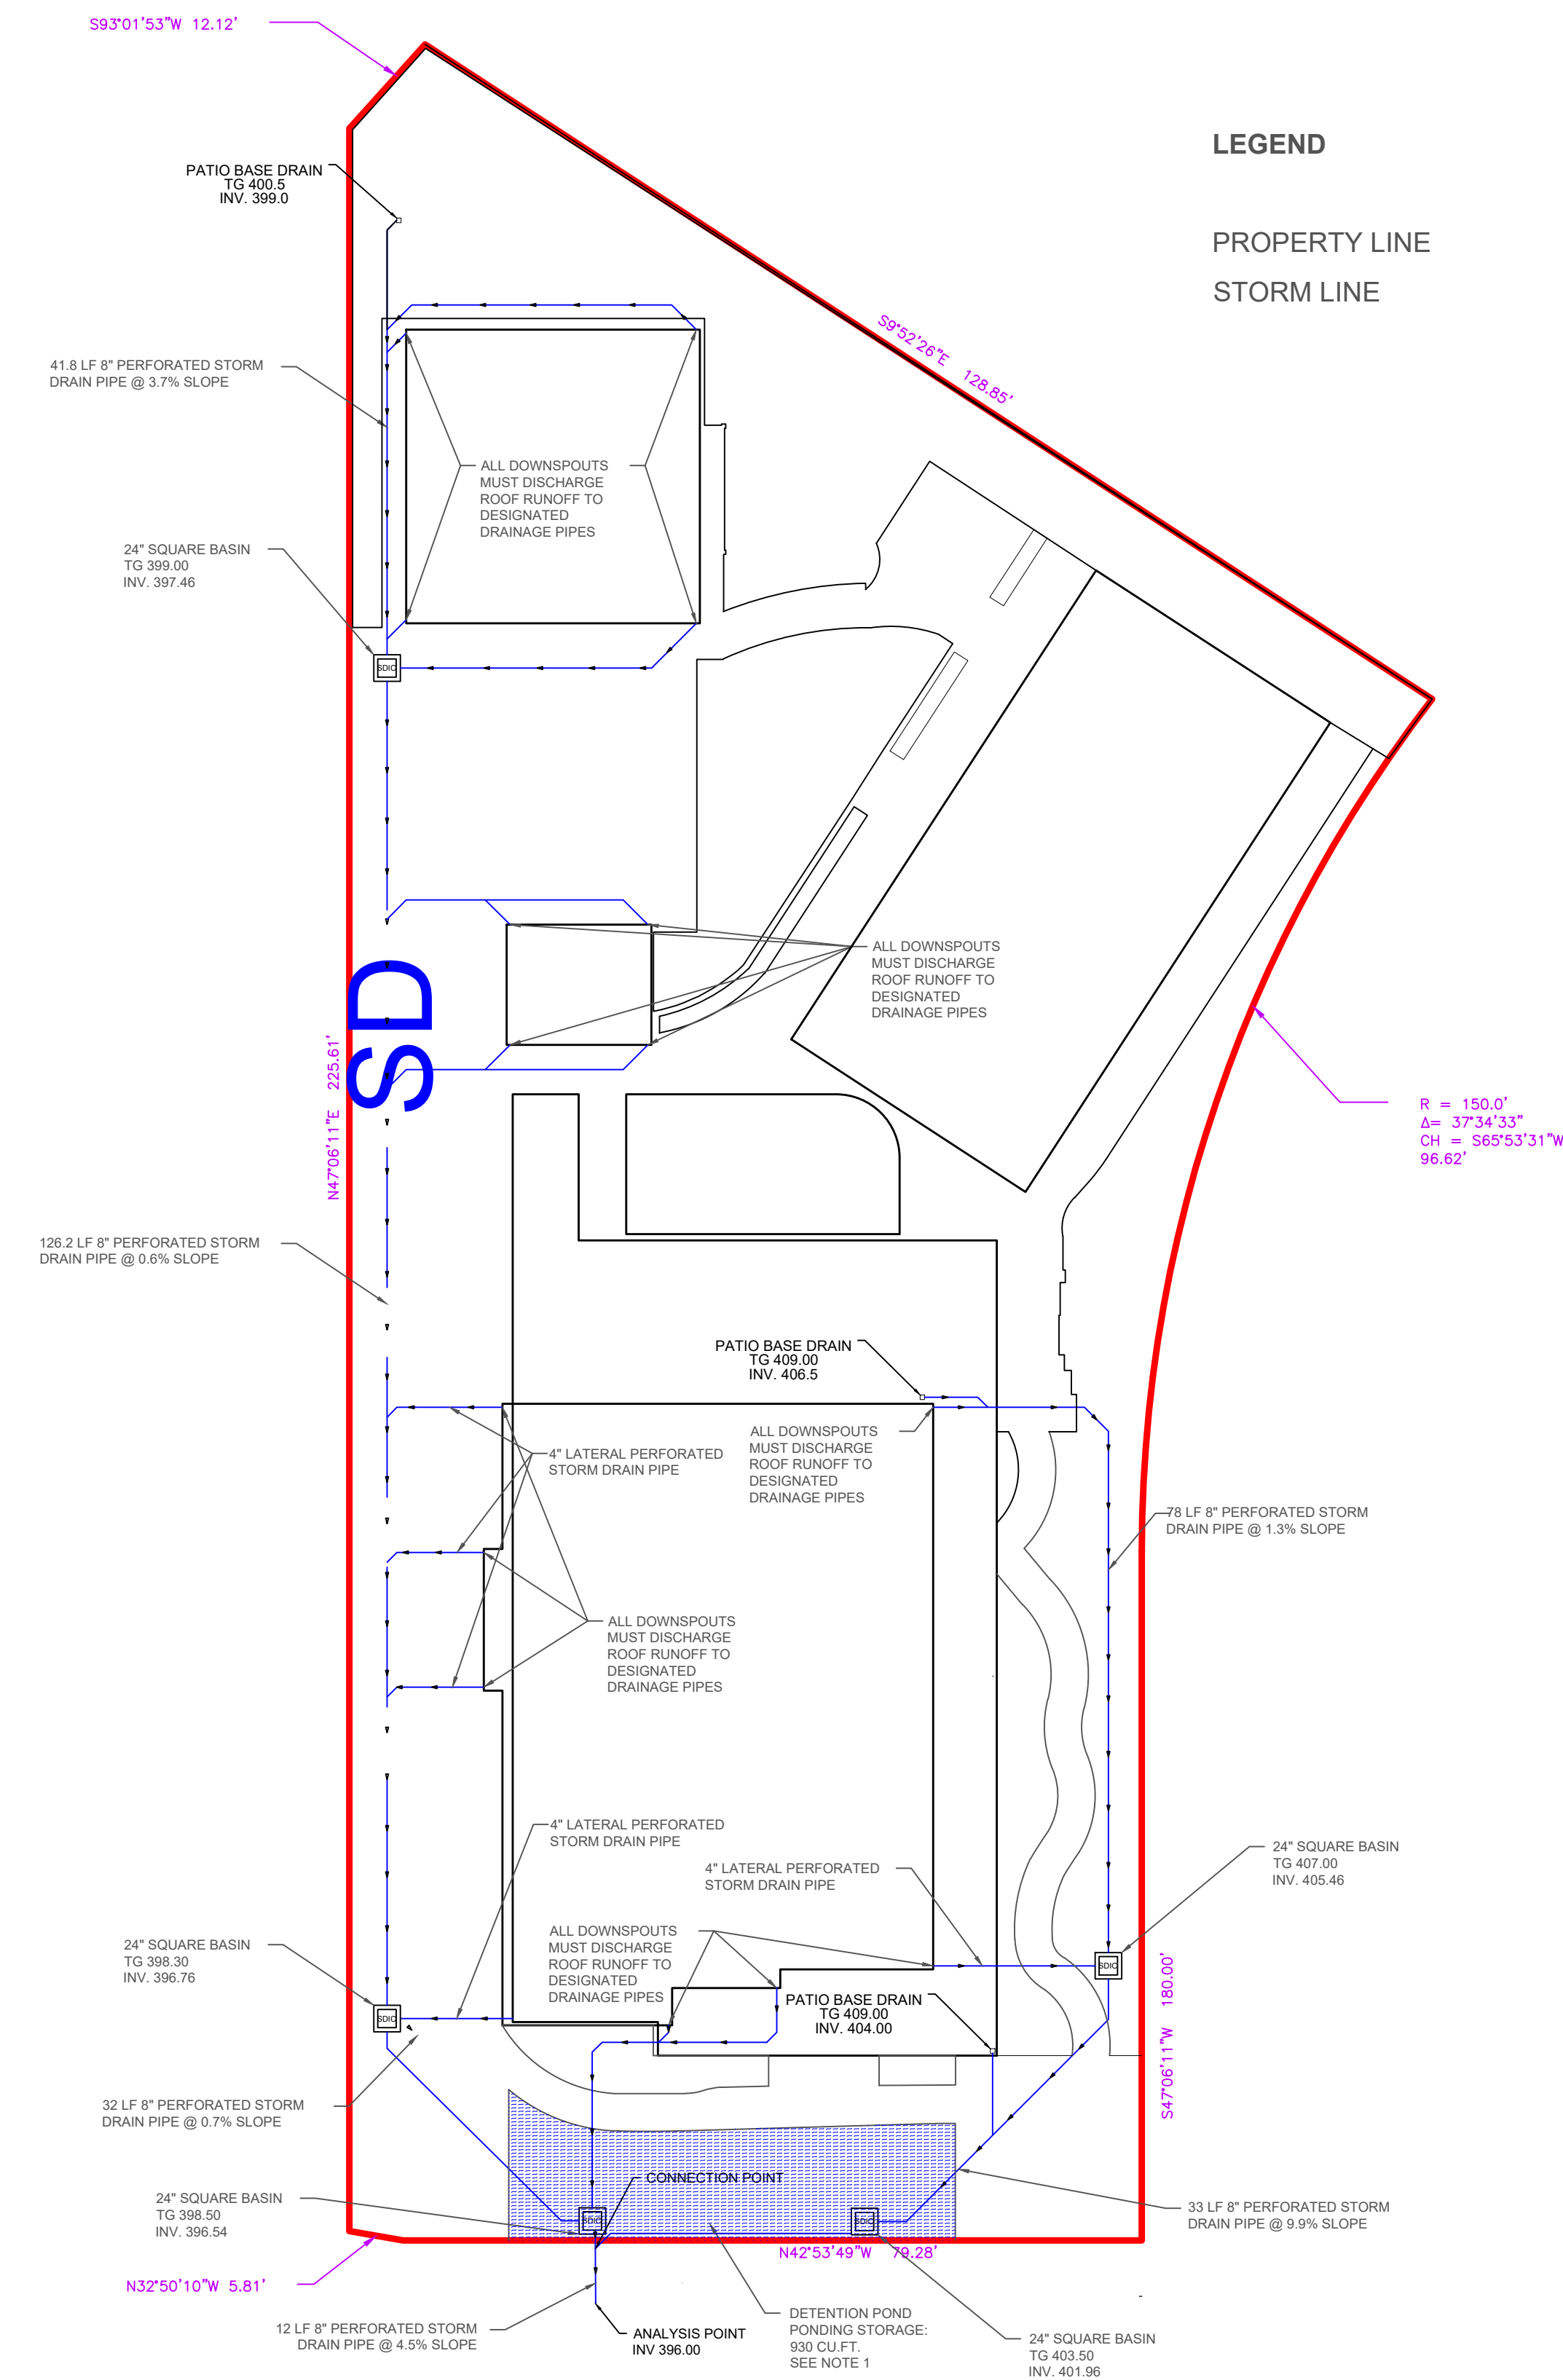 S93°01'53"W 12.12'
LEGEND
PATIO BASE DRAIN
TG 400.5
INV. 399.0
PROPERTY LINE
STORM LINE
S9°52'26"E 128.85'
41.8 LF 8" PERFORATED STORM
DRAIN PIPE @ 3.7% SLOPE
ALL DOWNSPOUTS
MUST DISCHARGE
ROOF RUNOFF TO
DESIGNATED
DRAINAGE PIPES
24" SQUARE BASIN
TG 399.00
INV. 397.46
SDIC
ALL DOWNSPOUTS
MUST DISCHARGE
ROOF RUNOFF TO
DESIGNATED
DRAINAGE PIPES
SD
N47°06'11"E 225.61'
R = 150.0'
Δ= 37°34'33"
CH = S65°53'31"W
96.62'
126.2 LF 8" PERFORATED STORM
DRAIN PIPE @ 0.6% SLOPE
PATIO BASE DRAIN
TG 409.00
INV. 406.5
ALL DOWNSPOUTS
MUST DISCHARGE
ROOF RUNOFF TO
DESIGNATED
DRAINAGE PIPES
4" LATERAL PERFORATED
STORM DRAIN PIPE
78 LF 8" PERFORATED STORM
DRAIN PIPE @ 1.3% SLOPE
ALL DOWNSPOUTS
MUST DISCHARGE
ROOF RUNOFF TO
DESIGNATED
DRAINAGE PIPES
4" LATERAL PERFORATED
STORM DRAIN PIPE
4" LATERAL PERFORATED
STORM DRAIN PIPE
24" SQUARE BASIN
TG 407.00
INV. 405.46
ALL DOWNSPOUTS
MUST DISCHARGE
ROOF RUNOFF TO
DESIGNATED
DRAINAGE PIPES
24" SQUARE BASIN
TG 398.30
INV. 396.76
SDIC
SDIC
PATIO BASE DRAIN
TG 409.00
INV. 404.00
S47°06'11"W 180.00'
32 LF 8" PERFORATED STORM
DRAIN PIPE @ 0.7% SLOPE
CONNECTION POINT
24" SQUARE BASIN
TG 398.50
INV. 396.54
SDIC
SDIC
33 LF 8" PERFORATED STORM
DRAIN PIPE @ 9.9% SLOPE
N42°53'49"W 79.28'
N32°50'10"W 5.81'
12 LF 8" PERFORATED STORM
DRAIN PIPE @ 4.5% SLOPE
ANALYSIS POINT
INV 396.00
DETENTION POND
PONDING STORAGE:
930 CU.FT.
SEE NOTE 1
24" SQUARE BASIN
TG 403.50
INV. 401.96